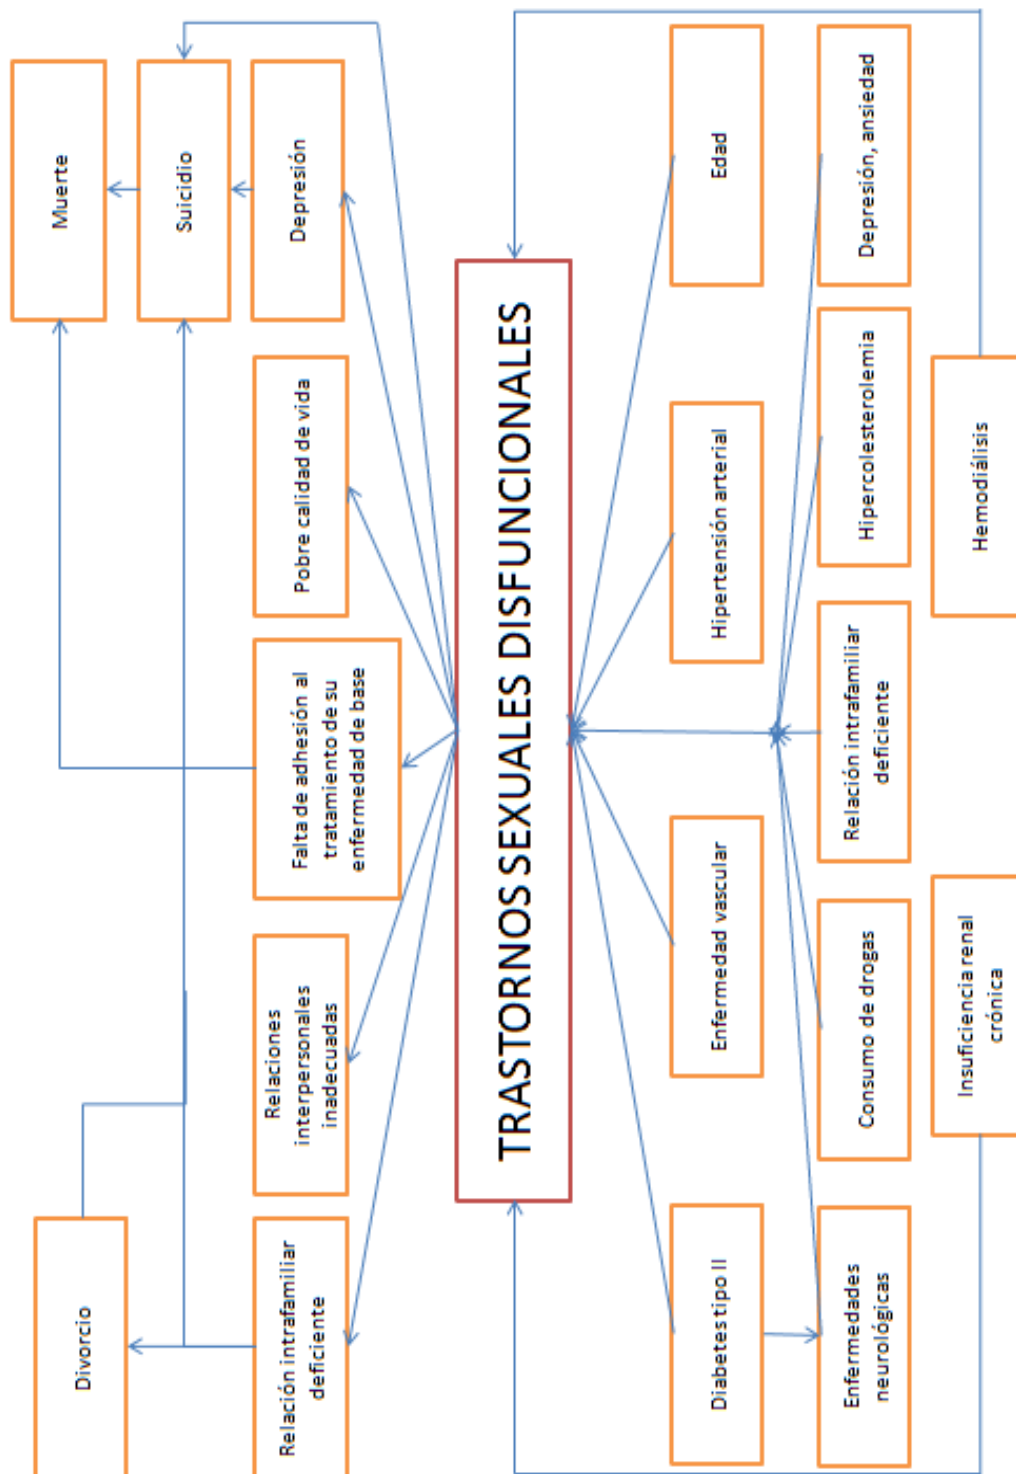 Divorcio
Muerte
Suicidio
Relación intrafamiliar
deficiente
Relaciones
interpersonales
inadecuadas
Falta de adhesión al
tratamiento de su
enfermedad de base
Pobre calidad de vida
Depresión
TRASTORNOS SEXUALES DISFUNCIONALES
Diabetes tipo II
Enfermedad vascular
Hipertensión arterial
Edad
Enfermedades
neurológicas
Consumo de drogas
Relación intrafamiliar
deficiente
Hipercolesterolemia
Depresión, ansiedad
Insuficiencia renal
crónica
Hemodiálisis